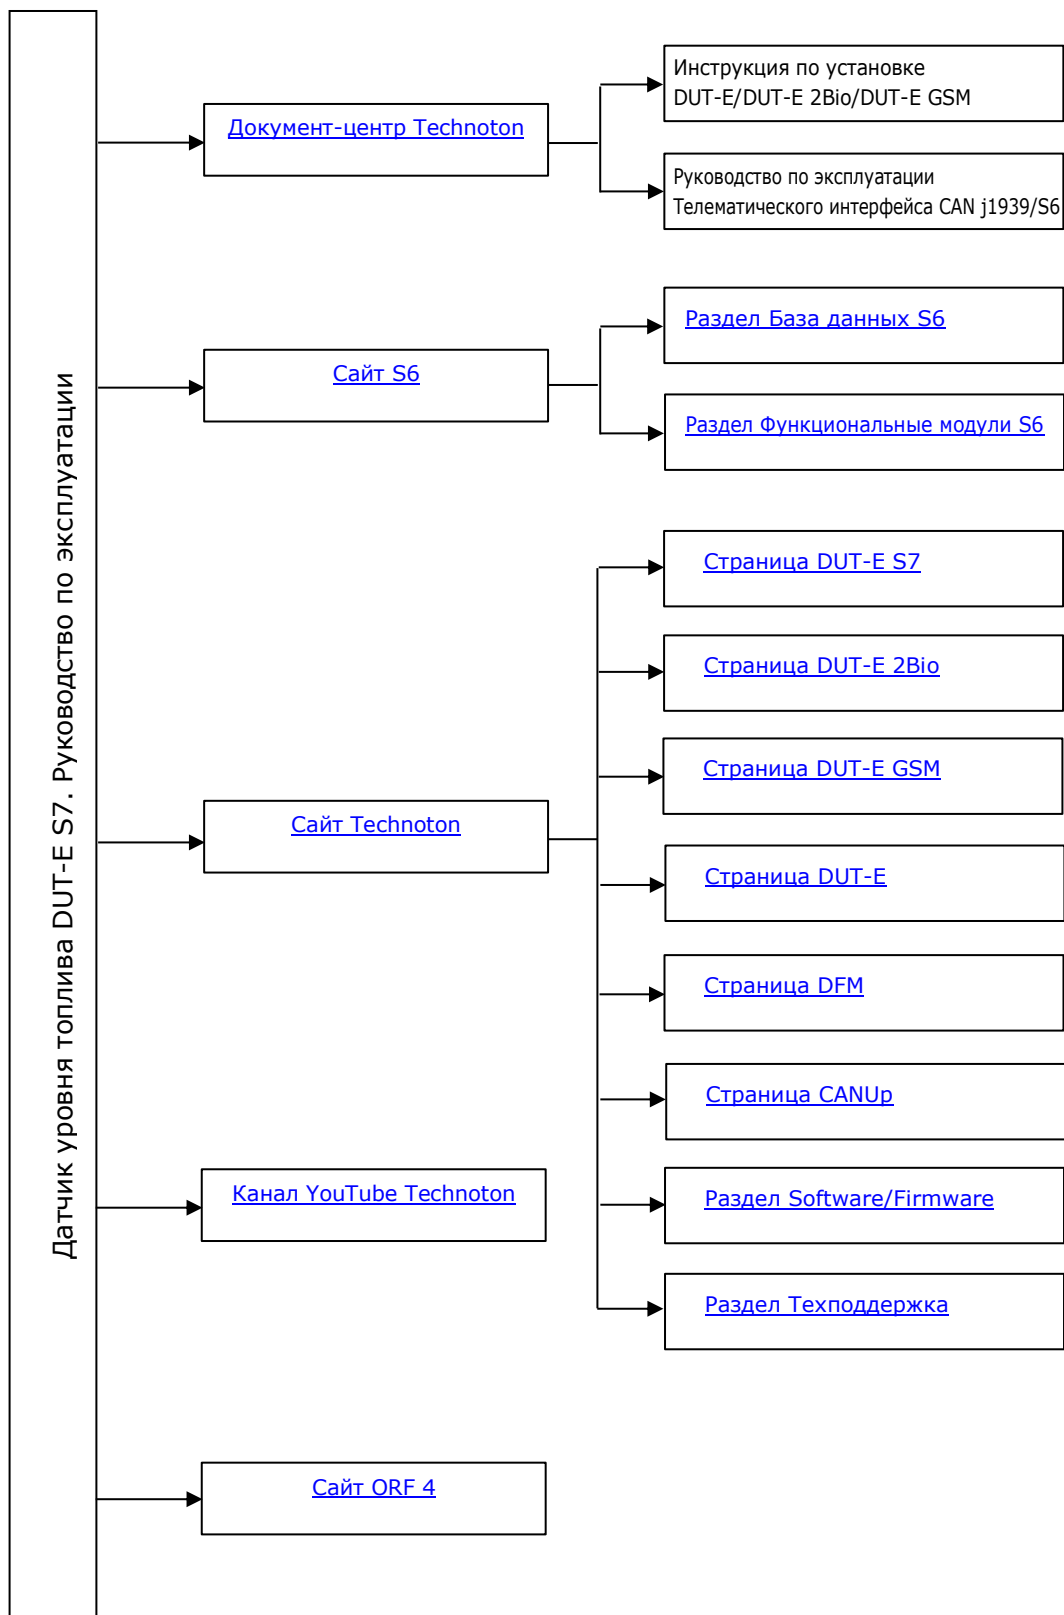 Датчик уровня топлива DUT-E S7. Руководство по эксплуатации
Документ-центр Technoton
Инструкция по установке
DUT-E/DUT-E 2Bio/DUT-E GSM
Руководство по эксплуатации
Телематического интерфейса CAN j1939/S6
Сайт S6
Раздел База данных S6
Раздел Функциональные модули S6
Сайт Technoton
Страница DUT-E S7
Страница DUT-E 2Bio
Страница DUT-E GSM
Страница DUT-E
Страница DFM
Страница CANUp
Раздел Software/Firmware
Раздел Техподдержка
Канал YouTube Technoton
Сайт ORF 4